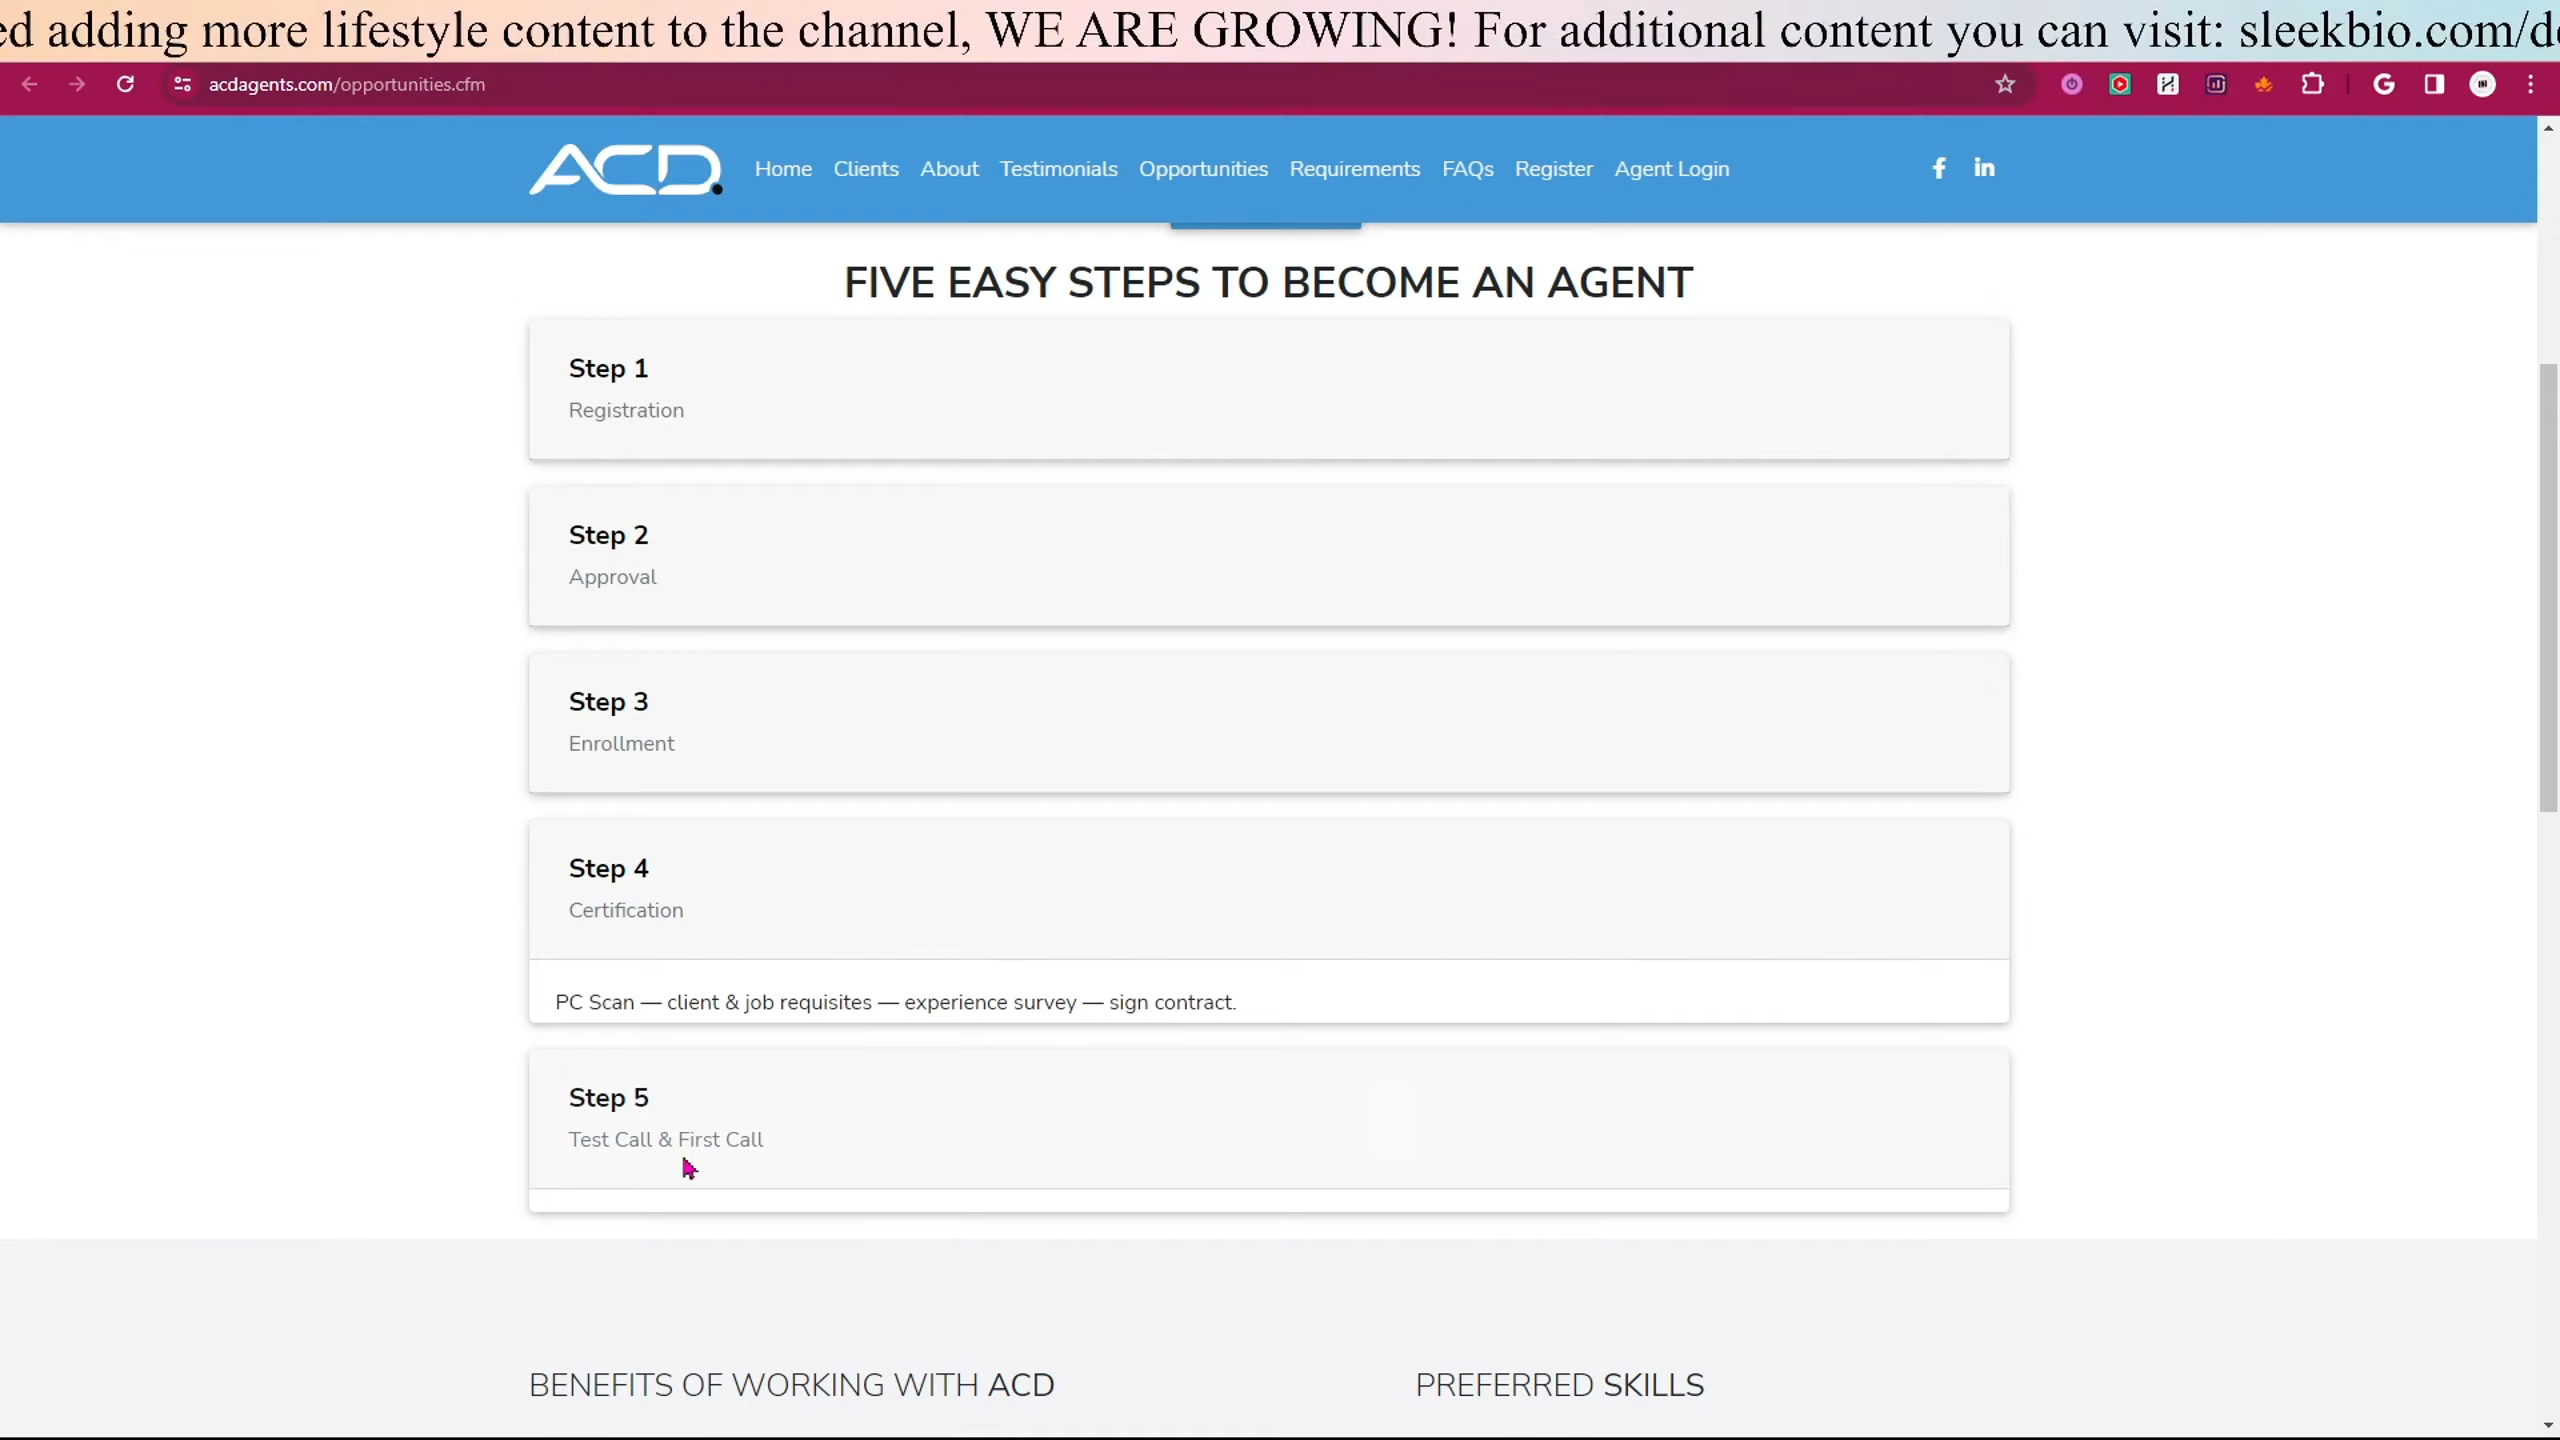 ed adding more lifestyle content to the channel, WE ARE GROWING! For additional content you can visit: sleekbio.com/d
acdagents.com/opportunities.cfm
ACD.
Home Clients About Testimonials Opportunities Requirements FAQs Register Agent Login
FIVE EASY STEPS TO BECOME AN AGENT
Step 1
Registration
Step 2
Approval
Step 3
Enrollment
Step 4
Certification
PC Scan — client & job requisites — experience survey — sign contract.
Step 5
Test Call & First Call
BENEFITS OF WORKING WITH ACD
PREFERRED SKILLS